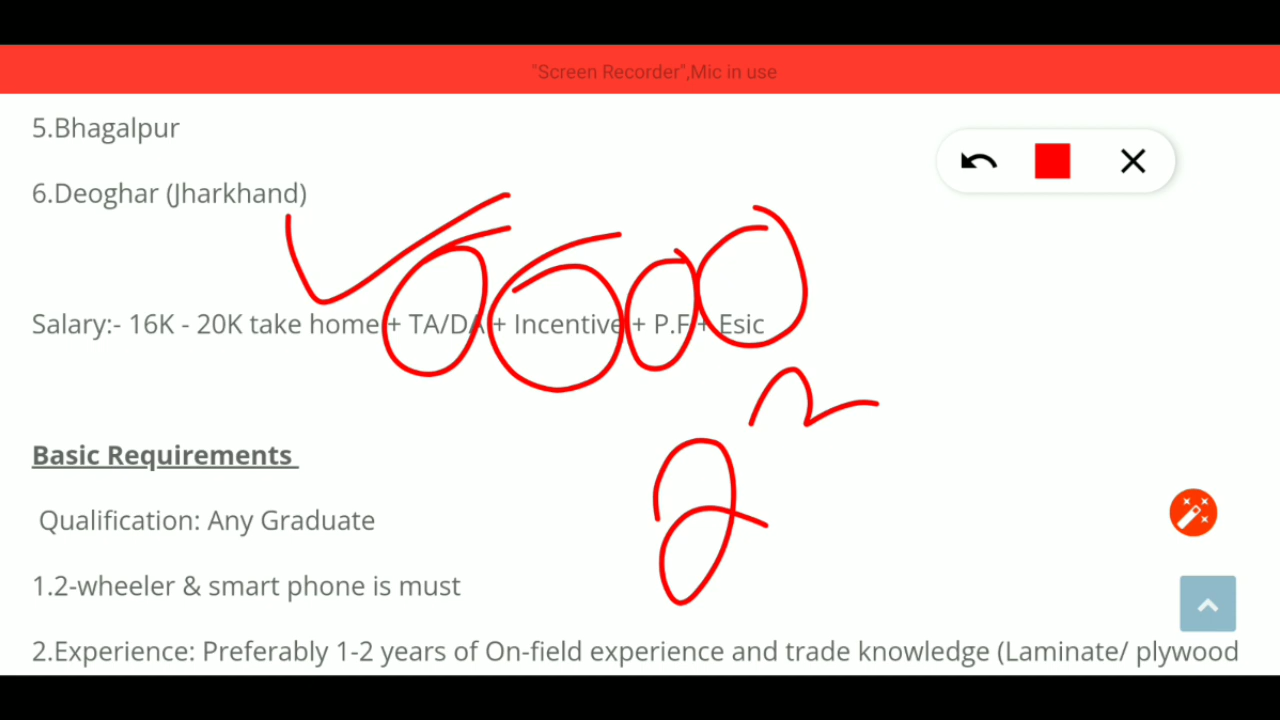 "Screen Recorder",Mic in use
5.Bhagalpur
6.Deoghar (Jharkhand)
Salary:- 16K - 20K take home + TA/DA + Incentive + P.F + Esic
Basic Requirements
Qualification: Any Graduate
1.2-wheeler & smart phone is must
2.Experience: Preferably 1-2 years of On-field experience and trade knowledge (Laminate/ plywood